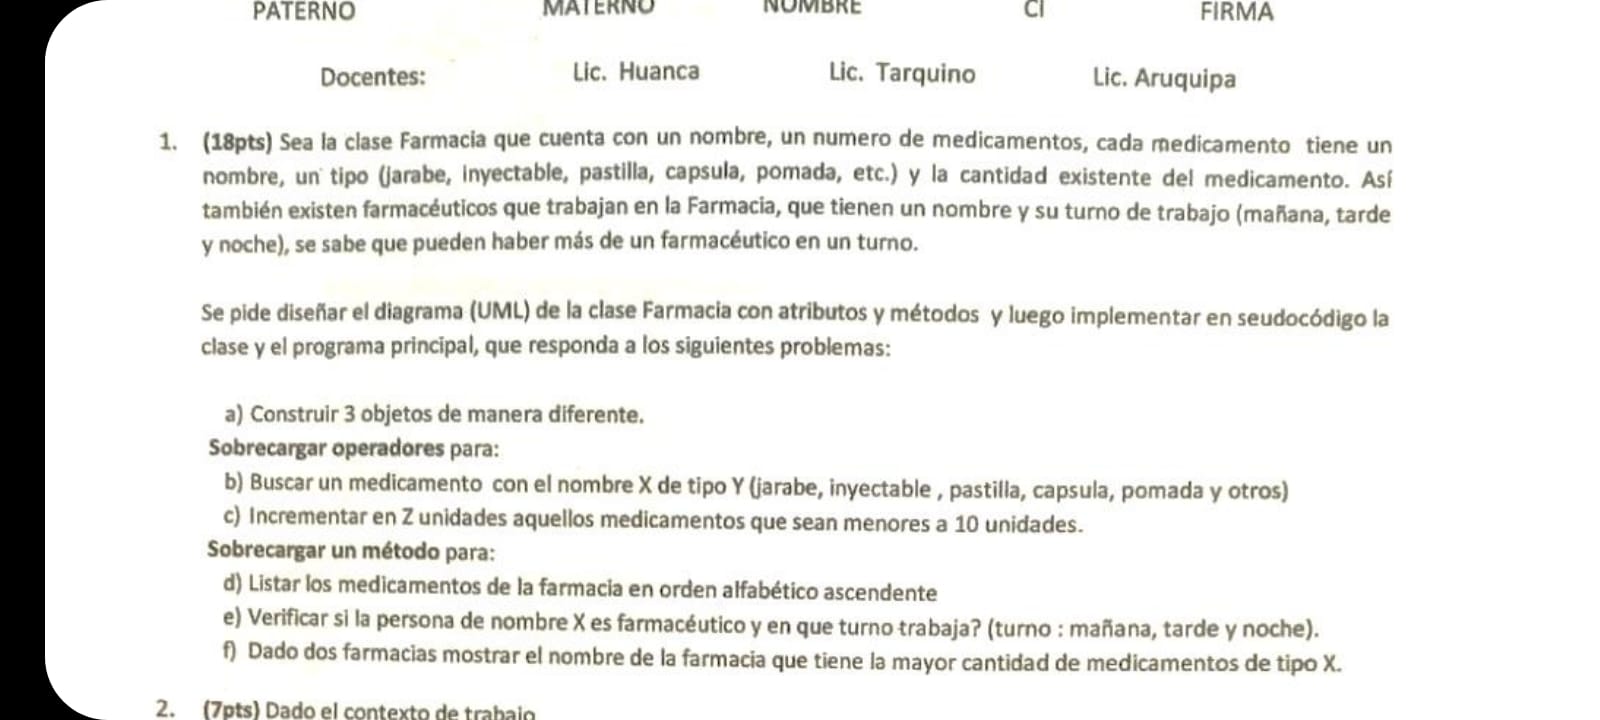 PATERNO MATERNO NOMBRE CI FIRMA
Docentes: Lic. Huanca Lic. Tarquino Lic. Aruquipa
1. (18pts) Sea la clase Farmacia que cuenta con un nombre, un numero de medicamentos, cada medicamento tiene un
nombre, un tipo (jarabe, inyectable, pastilla, capsula, pomada, etc.) y la cantidad existente del medicamento. Así
también existen farmacéuticos que trabajan en la Farmacia, que tienen un nombre y su turno de trabajo (mañana, tarde
y noche), se sabe que pueden haber más de un farmacéutico en un turno.
Se pide diseñar el diagrama (UML) de la clase Farmacia con atributos y métodos y luego implementar en seudocódigo la
clase y el programa principal, que responda a los siguientes problemas:
a) Construir 3 objetos de manera diferente.
Sobrecargar operadores para:
b) Buscar un medicamento con el nombre X de tipo Y (jarabe, inyectable , pastilla, capsula, pomada y otros)
c) Incrementar en Z unidades aquellos medicamentos que sean menores a 10 unidades.
Sobrecargar un método para:
d) Listar los medicamentos de la farmacia en orden alfabético ascendente
e) Verificar si la persona de nombre X es farmacéutico y en que turno trabaja? (turno : mañana, tarde y noche).
f) Dado dos farmacias mostrar el nombre de la farmacia que tiene la mayor cantidad de medicamentos de tipo X.
2. (7pts) Dado el contexto de trabajo